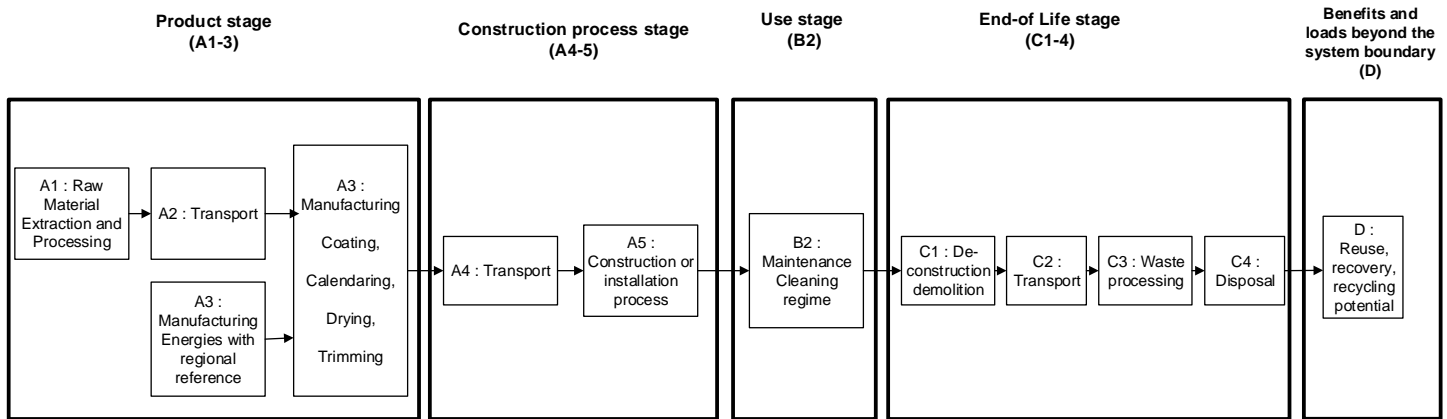 Product stage
(A1-3)
Construction process stage
(A4-5)
Use stage
(B2)
End-of Life stage
(C1-4)
Benefits and
loads beyond the
system boundary
(D)
A1 : Raw
Material
Extraction and
Processing
A2 : Transport
A3 :
Manufacturing
Energies with
regional
reference
A3 :
Manufacturing
Coating,
Calendaring,
Drying,
Trimming
A4 : Transport
A5 :
Construction or
installation
process
B2 :
Maintenance
Cleaning
regime
C1 : De-
construction
demolition
C2 :
Transport
C3 : Waste
processing
C4 :
Disposal
D :
Reuse,
recovery,
recycling
potential